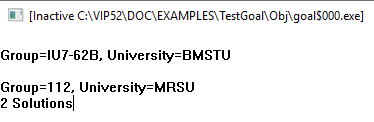 [Inactive C:\VIP52\DOC\EXAMPLES\TestGoal\Obj\goal$000.exe]
Group=IU7-62B, University=BMSTU
Group=112, University=MRSU
2 Solutions